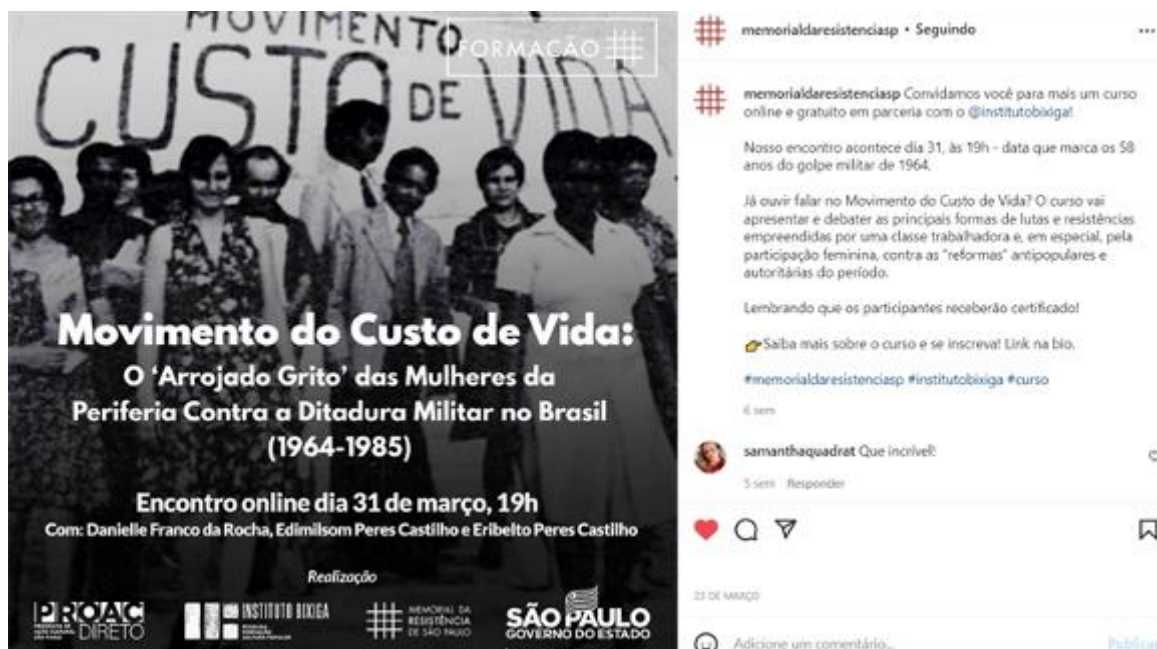 MOVIMENTO
CUSTO DE VIDA
FORMAÇÃO
Movimento do Custo de Vida:
O 'Arrojado Grito' das Mulheres da
Periferia Contra a Ditadura Militar no Brasil
(1964-1985)
Encontro online dia 31 de março, 19h
Com: Danielle Franco da Rocha, Edimilsom Peres Castilho e Eribelto Peres Castilho
Realização
PROAC
DIRETO
INSTITUTO BIXIGA
MEMORIAL DA
RESISTÊNCIA
DE SÃO PAULO
SÃO PAULO
GOVERNO DO ESTADO
memorialdaresistenciasp • Seguindo
memorialdaresistenciasp Convidamos você para mais um curso
online e gratuito em parceria com o @institutobixiga!
Nosso encontro acontece dia 31, às 19h - data que marca os 58
anos do golpe militar de 1964.
Já ouvir falar no Movimento do Custo de Vida? O curso vai
apresentar e debater as principais formas de lutas e resistências
empreendidas por uma classe trabalhadora e, em especial, pela
participação feminina, contra as "reformas" antipopulares e
autoritárias do período.
Lembrando que os participantes receberão certificado!
👉Saiba mais sobre o curso e se inscreva! Link na bio.
#memorialdaresistenciasp #institutobixiga #curso
6 sem
samanthaquadrat Que incrível!
5 sem Responder
23 DE MARÇO
Adicione um comentário...
Publicar